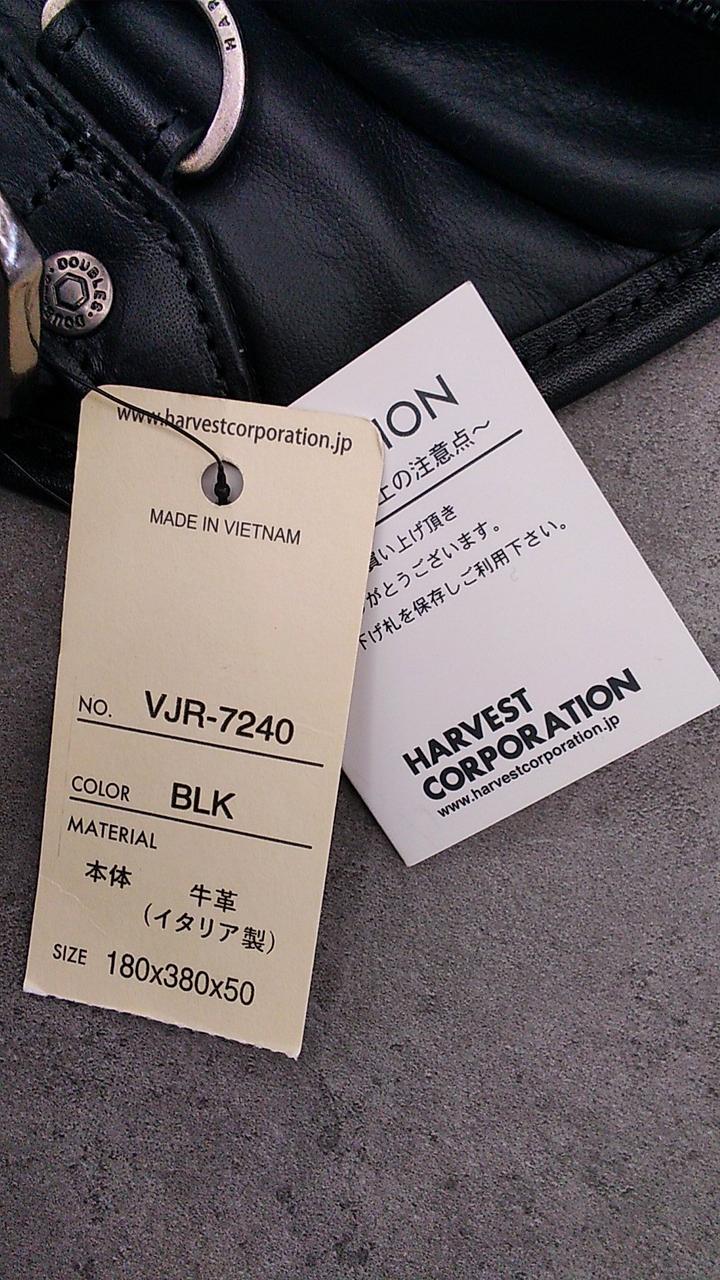 HAR
DOUBLES
www.harvestcorporation.jp
MADE IN VIETNAM
NO. VJR-7240
COLOR BLK
MATERIAL
本体 牛革
(イタリア製)
SIZE 180x380x50
ION
上の注意点～
買い上げ頂き
がとうございます。
下げ札を保存しご利用下さい。
HARVEST
CORPORATION
www.harvestcorporation.jp